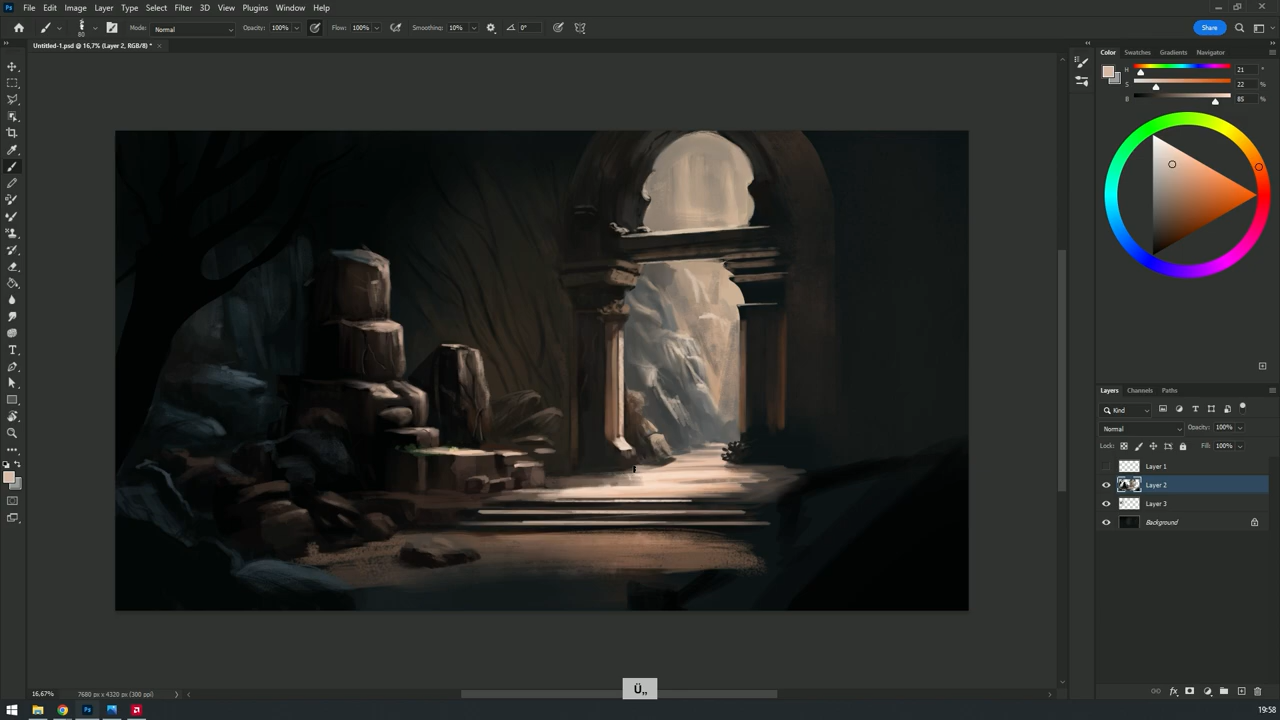 File Edit Image Layer Type Select Filter 3D View Plugins Window Help
80 Mode: Normal Opacity: 100% Flow: 100% Smoothing: 10% 0° Share
Untitled-1.psd @ 16,7% (Layer 2, RGB/8) *
Color Swatches Gradients Navigator
H 21 °
S 22 %
B 85 %
Layers Channels Paths
Kind
Normal Opacity: 100%
Lock: Fill: 100%
Layer 1
Layer 2
Layer 3
Background
fx
16,67% 7680 px x 4320 px (300 ppi)
Ü,,
19:58